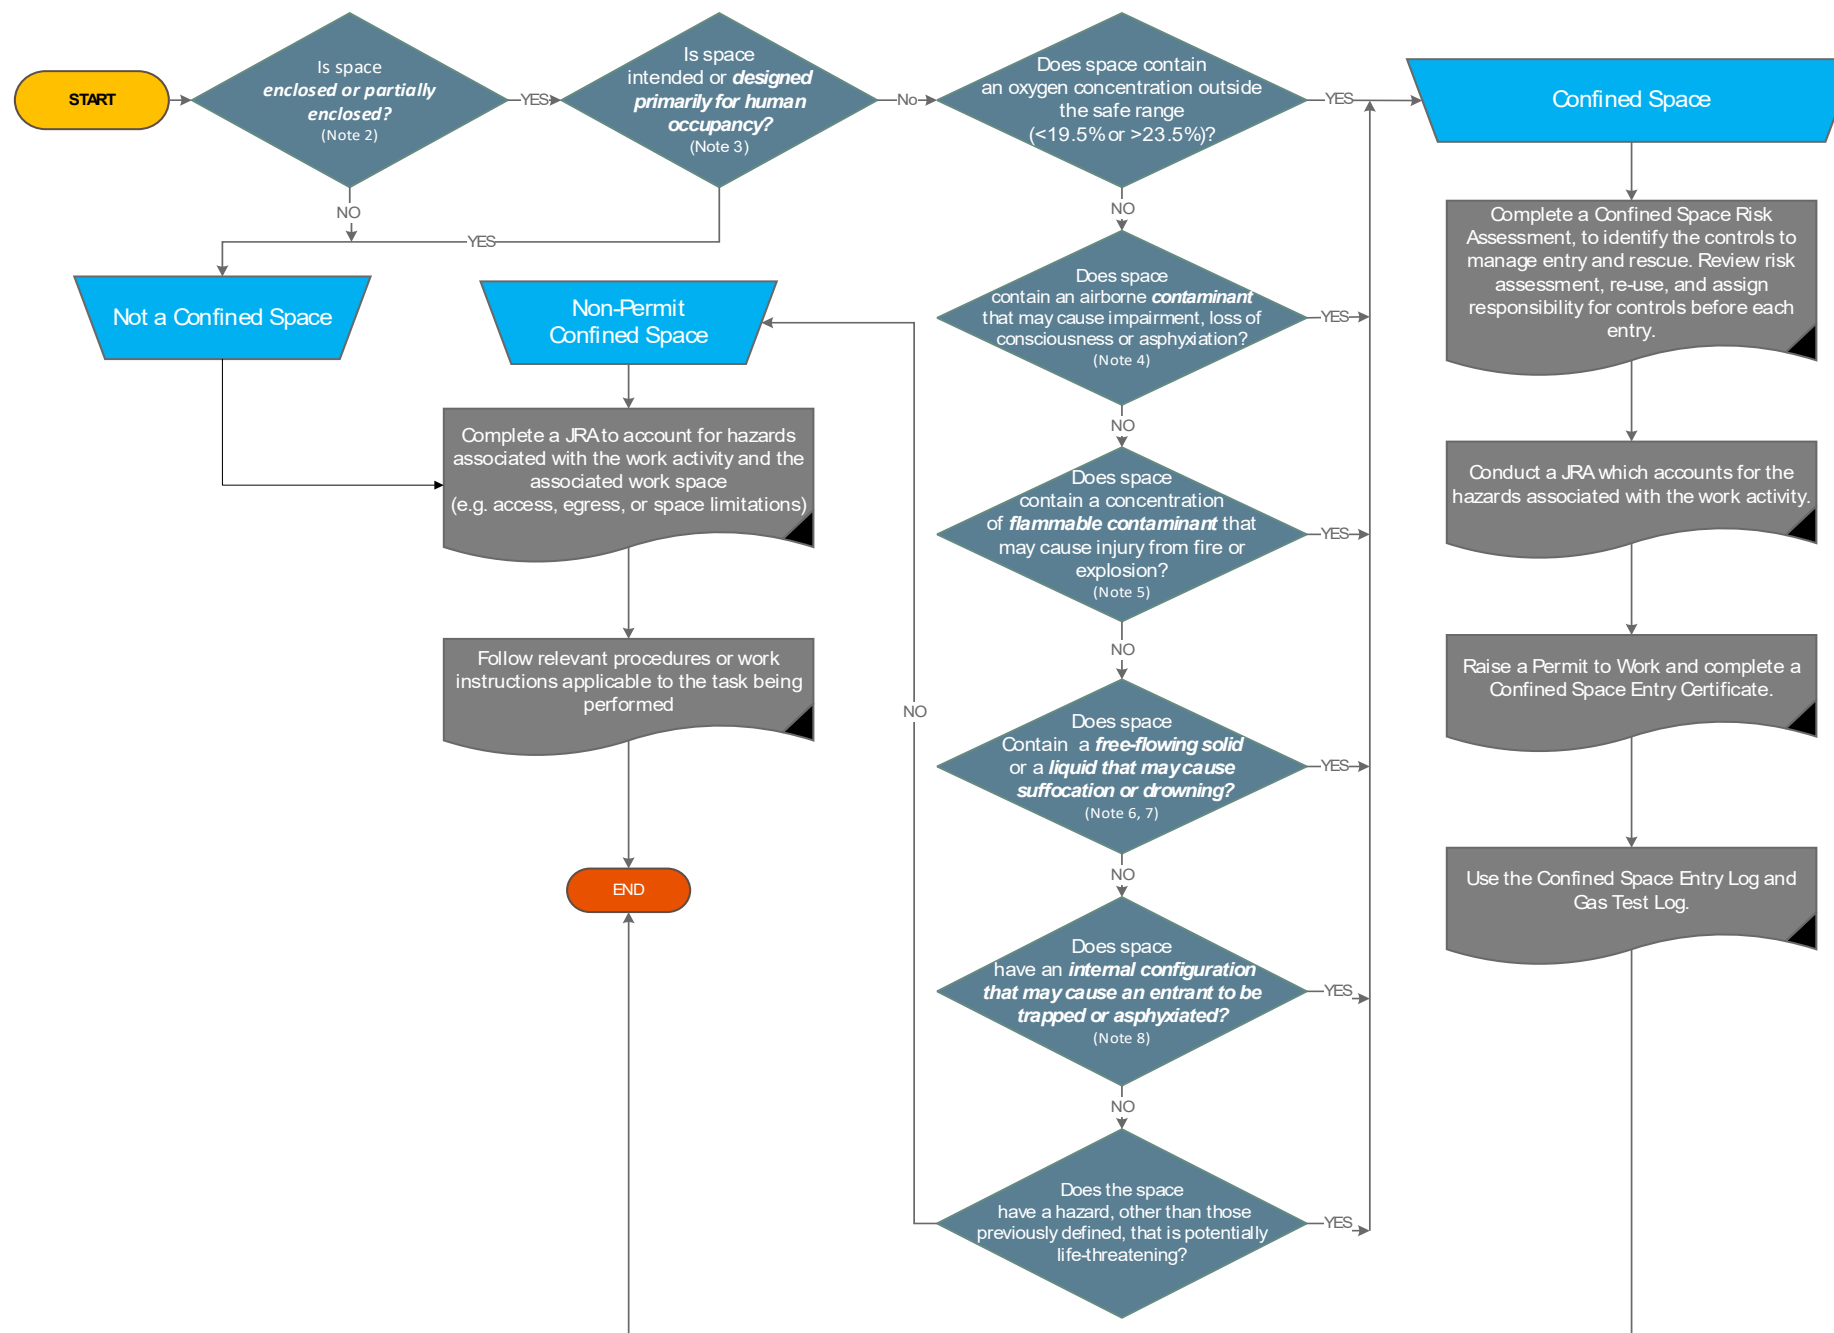 START
Is space
enclosed or partially
enclosed?
(Note 2)
YES
NO
Is space
intended or designed
primarily for human
occupancy?
(Note 3)
No
YES
Does space contain
an oxygen concentration outside
the safe range
(<19.5% or >23.5%)?
YES
NO
Confined Space
Complete a Confined Space Risk
Assessment, to identify the controls to
manage entry and rescue. Review risk
assessment, re-use, and assign
responsibility for controls before each
entry.
Not a Confined Space
Non-Permit
Confined Space
Does space
contain an airborne contaminant
that may cause impairment, loss of
consciousness or asphyxiation?
(Note 4)
YES
NO
Complete a JRA to account for hazards
associated with the work activity and the
associated work space
(e.g. access, egress, or space limitations)
Does space
contain a concentration
of flammable contaminant that
may cause injury from fire or
explosion?
(Note 5)
YES
NO
Conduct a JRA which accounts for the
hazards associated with the work activity.
Follow relevant procedures or work
instructions applicable to the task being
performed
NO
Does space
Contain a free-flowing solid
or a liquid that may cause
suffocation or drowning?
(Note 6, 7)
YES
NO
Raise a Permit to Work and complete a
Confined Space Entry Certificate.
END
Does space
have an internal configuration
that may cause an entrant to be
trapped or asphyxiated?
(Note 8)
YES
NO
Use the Confined Space Entry Log and
Gas Test Log.
Does the space
have a hazard, other than those
previously defined, that is potentially
life-threatening?
YES